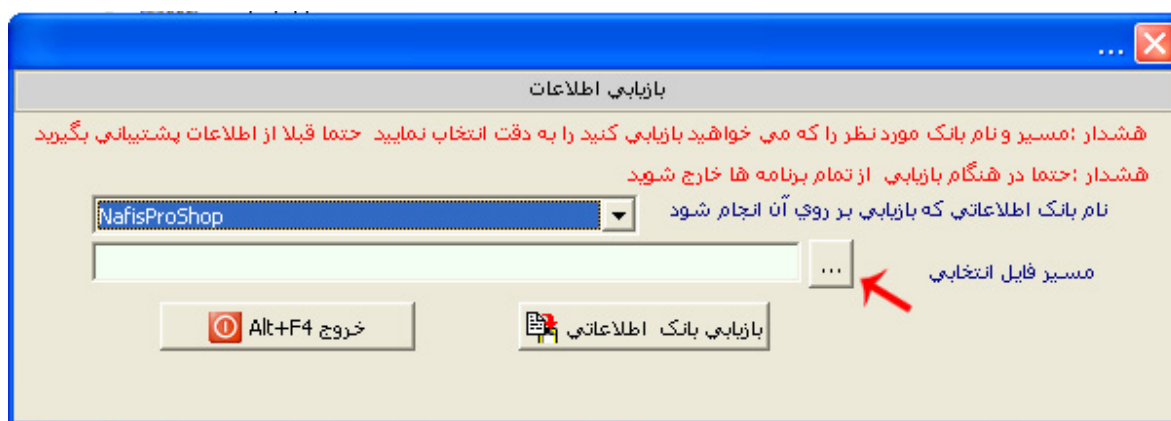 ...
بازيابي اطلاعات
هشدار :مسير و نام بانک مورد نظر را که مي خواهيد بازيابي کنيد را به دقت انتخاب نماييد حتما قبلا از اطلاعات پشتيباني بگيريد
هشدار :حتما در هنگام بازيابي از تمام برنامه ها خارج شويد
نام بانک اطلاعاتي که بازيابي بر روي آن انجام شود NafisProShop
مسير فايل انتخابي ...
بازيابي بانک اطلاعاتي خروج Alt+F4